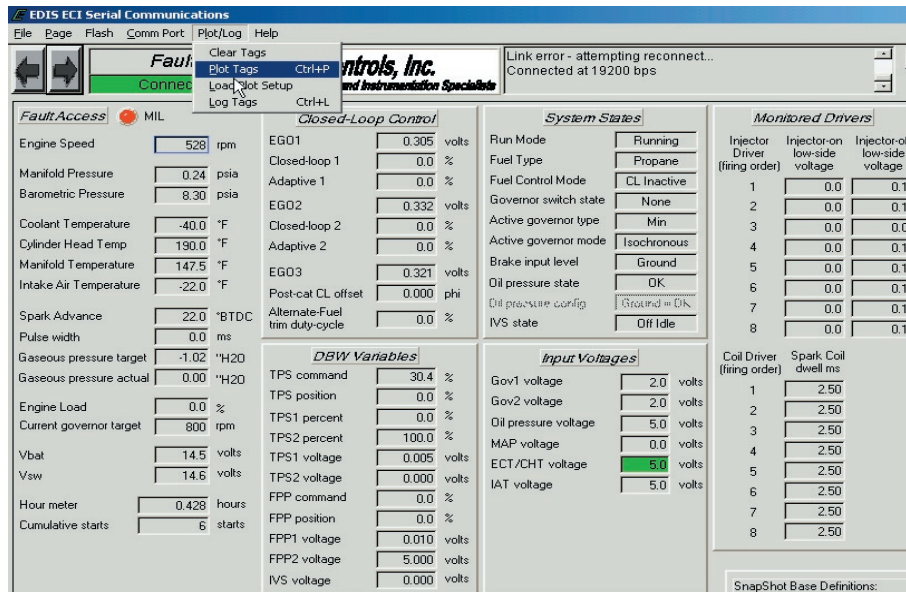 EDIS ECI Serial Communications
File Page Flash Comm Port Plot/Log Help
Clear Tags
Plot Tags Ctrl+P
Load Plot Setup
Log Tags Ctrl+L
Inc.
and Instrumentation Specialists
Link error - attempting reconnect...
Connected at 19200 bps
Fault Access MIL
Engine Speed 528 rpm
Manifold Pressure 0.24 psia
Barometric Pressure 8.30 psia
Coolant Temperature -40.0 °F
Cylinder Head Temp 190.0 °F
Manifold Temperature 147.5 °F
Intake Air Temperature -22.0 °F
Spark Advance 22.0 °BTDC
Pulse width 0.0 ms
Gaseous pressure target -1.02 "H2O
Gaseous pressure actual 0.00 "H2O
Engine Load 0.0 %
Current governor target 800 rpm
Vbat 14.5 volts
Vsw 14.6 volts
Hour meter 0.428 hours
Cumulative starts 6 starts
Closed-Loop Control
EGO1 0.305 volts
Closed-loop 1 0.0 %
Adaptive 1 0.0 %
EGO2 0.332 volts
Closed-loop 2 0.0 %
Adaptive 2 0.0 %
EGO3 0.321 volts
Post-cat CL offset 0.000 phi
Alternate-Fuel
trim duty-cycle 0.0 %
DBW Variables
TPS command 30.4 %
TPS position 0.0 %
TPS1 percent 0.0 %
TPS2 percent 100.0 %
TPS1 voltage 0.005 volts
TPS2 voltage 0.000 volts
FPP command 0.0 %
FPP position 0.0 %
FPP1 voltage 0.010 volts
FPP2 voltage 5.000 volts
IVS voltage 0.000 volts
System States
Run Mode Running
Fuel Type Propane
Fuel Control Mode CL Inactive
Governor switch state None
Active governor type Min
Active governor mode Isochronous
Brake input level Ground
Oil pressure state OK
Oil pressure config Ground = OK
IVS state Off Idle
Input Voltages
Gov1 voltage 2.0 volts
Gov2 voltage 2.0 volts
Oil pressure voltage 5.0 volts
MAP voltage 0.0 volts
ECT/CHT voltage 5.0 volts
IAT voltage 5.0 volts
Monitored Drivers
Injector Injector-on
Driver low-side low-side
(firing order) voltage voltage
1 0.0
2 0.0
3 0.0
4 0.0
5 0.0
6 0.0
7 0.0
8 0.0
Coil Driver Spark Coil
(firing order) dwell ms
1 2.50
2 2.50
3 2.50
4 2.50
5 2.50
6 2.50
7 2.50
8 2.50
SnapShot Base Definitions: